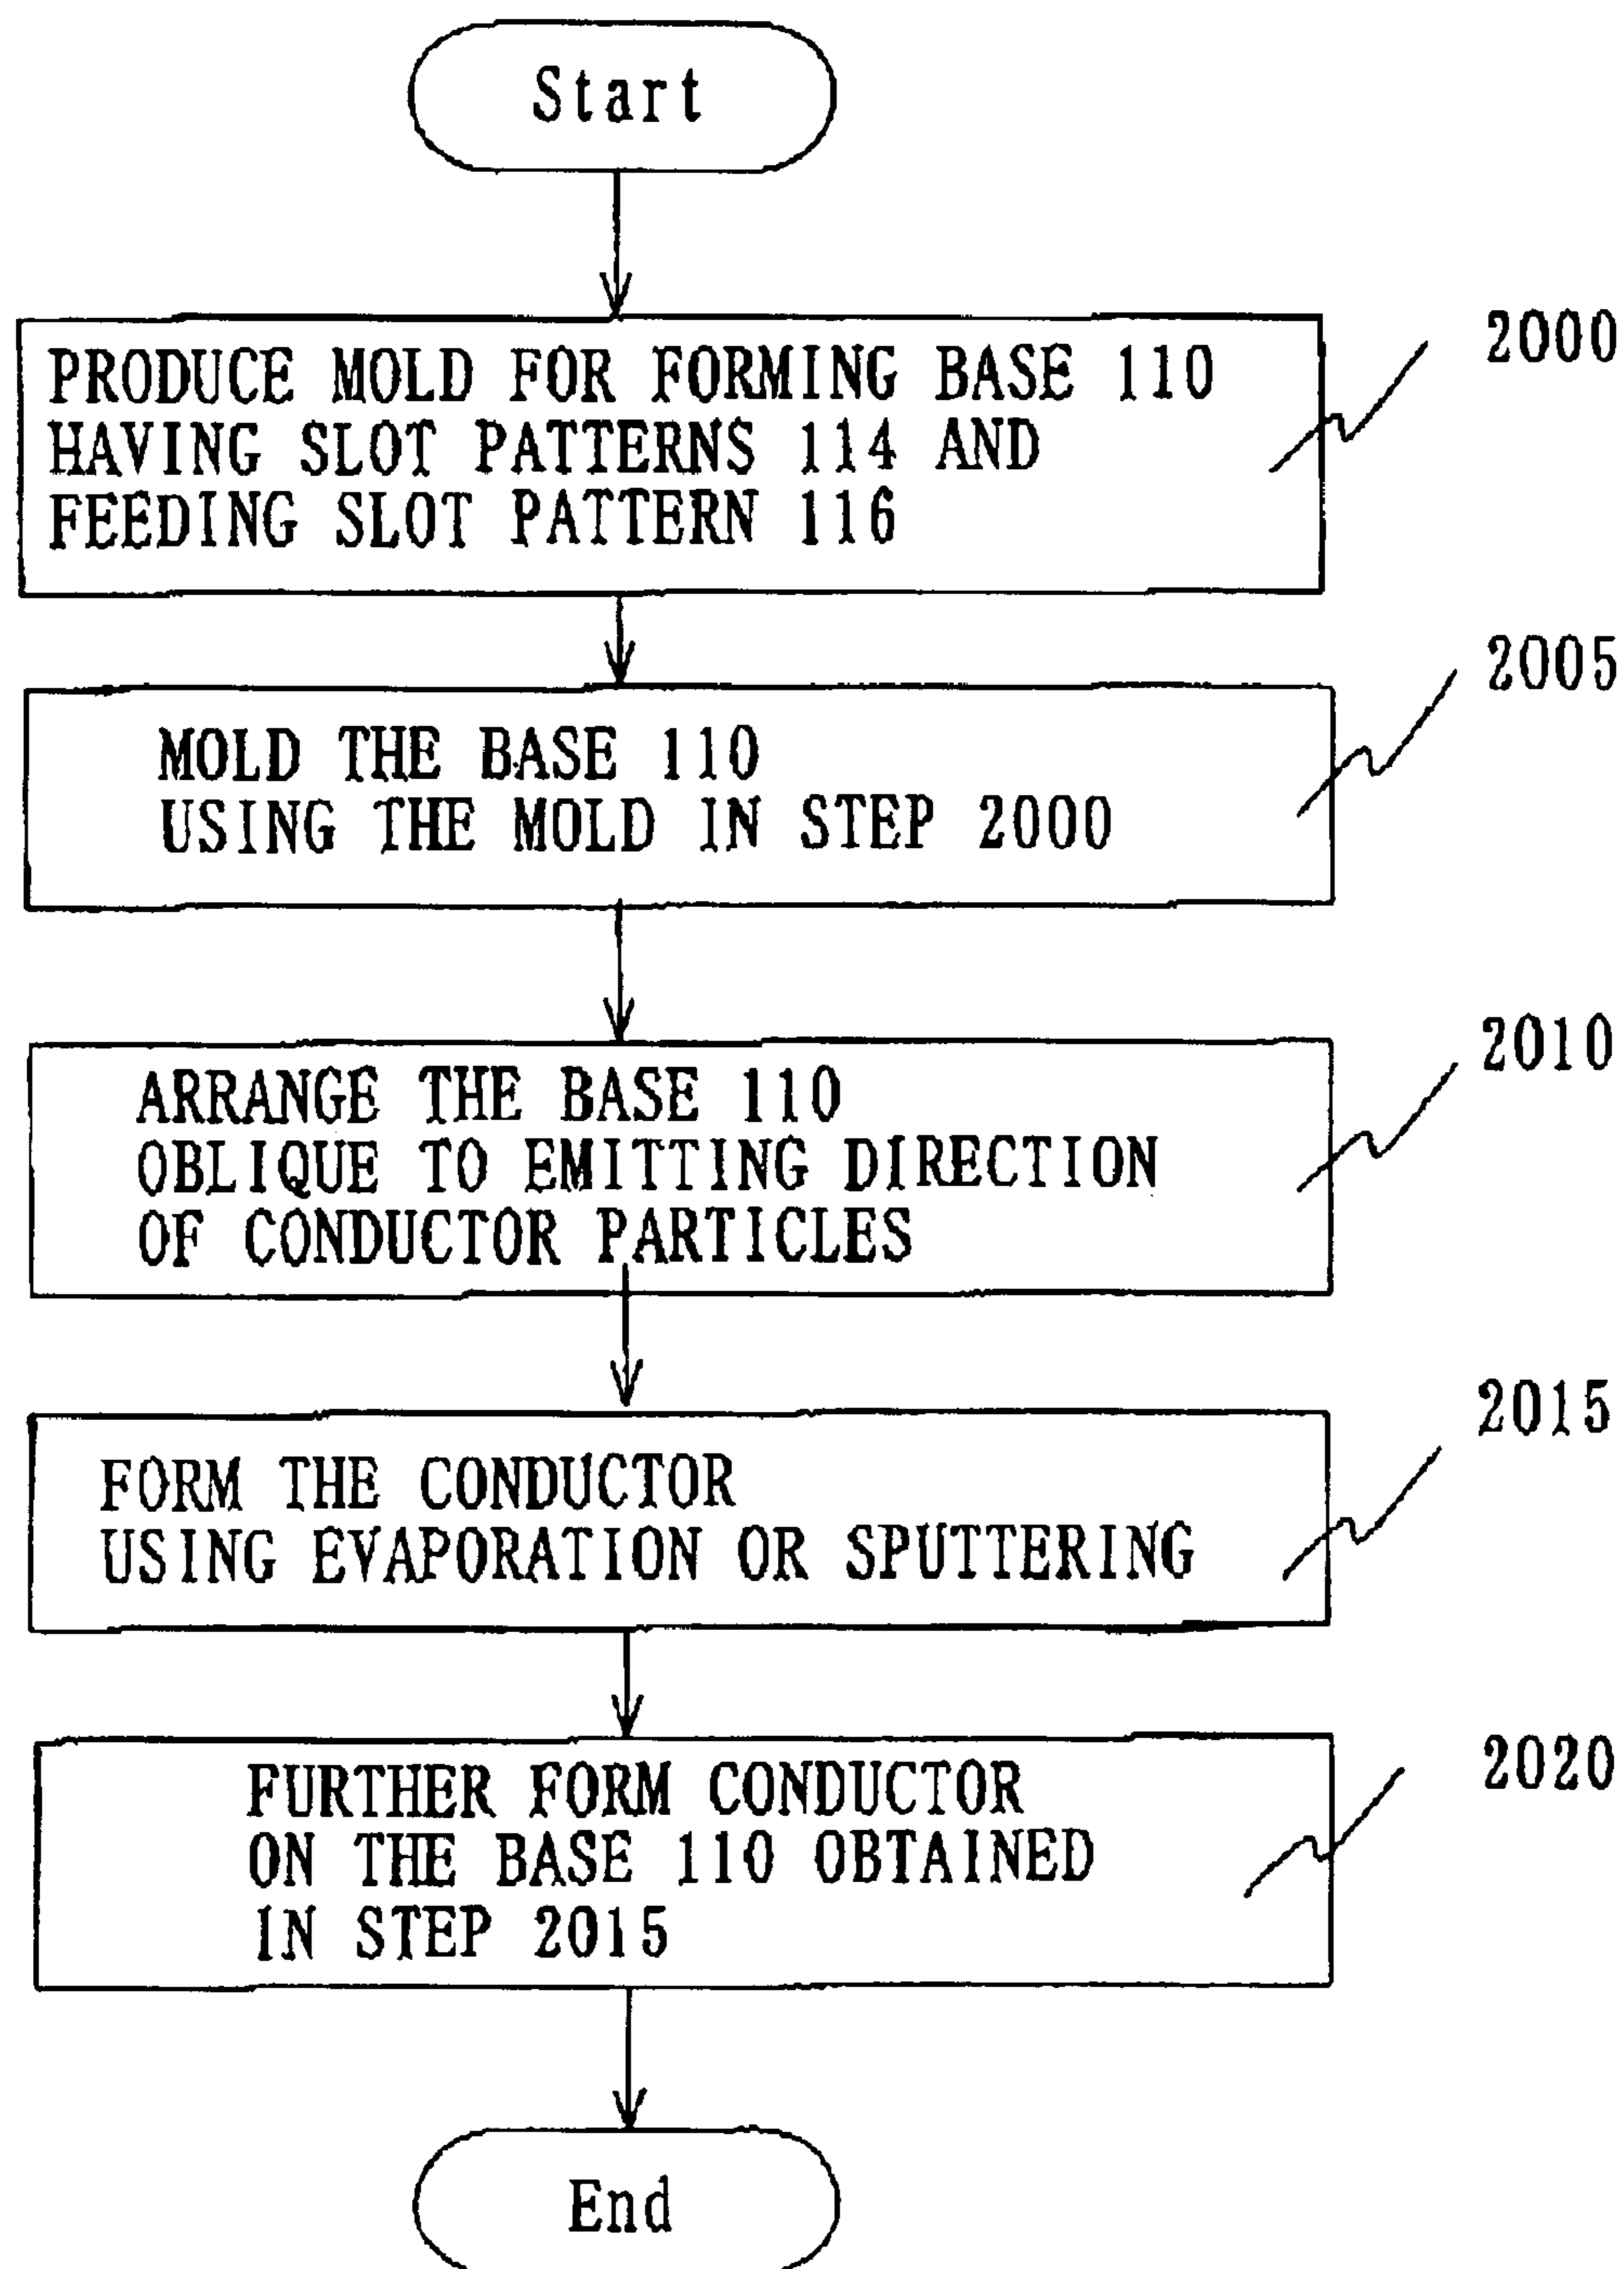 Start
PRODUCE MOLD FOR FORMING BASE 110
HAVING SLOT PATTERNS 114 AND
FEEDING SLOT PATTERN 116
2000
MOLD THE BASE 110
USING THE MOLD IN STEP 2000
2005
ARRANGE THE BASE 110
OBLIQUE TO EMITTING DIRECTION
OF CONDUCTOR PARTICLES
2010
FORM THE CONDUCTOR
USING EVAPORATION OR SPUTTERING
2015
FURTHER FORM CONDUCTOR
ON THE BASE 110 OBTAINED
IN STEP 2015
2020
End